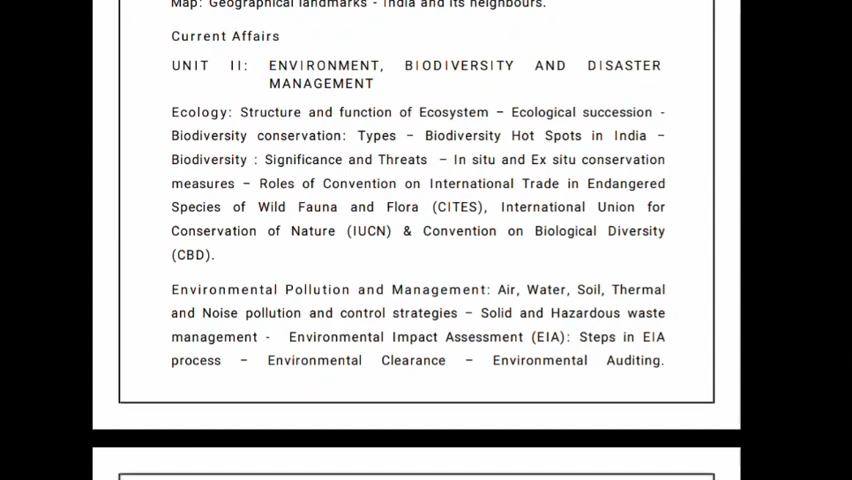 Map: Geographical landmarks - India and its neighbours.
Current Affairs
UNIT II: ENVIRONMENT, BIODIVERSITY AND DISASTER
MANAGEMENT
Ecology: Structure and function of Ecosystem – Ecological succession -
Biodiversity conservation: Types – Biodiversity Hot Spots in India –
Biodiversity : Significance and Threats – In situ and Ex situ conservation
measures – Roles of Convention on International Trade in Endangered
Species of Wild Fauna and Flora (CITES), International Union for
Conservation of Nature (IUCN) & Convention on Biological Diversity
(CBD).
Environmental Pollution and Management: Air, Water, Soil, Thermal
and Noise pollution and control strategies – Solid and Hazardous waste
management - Environmental Impact Assessment (EIA): Steps in EIA
process – Environmental Clearance – Environmental Auditing.